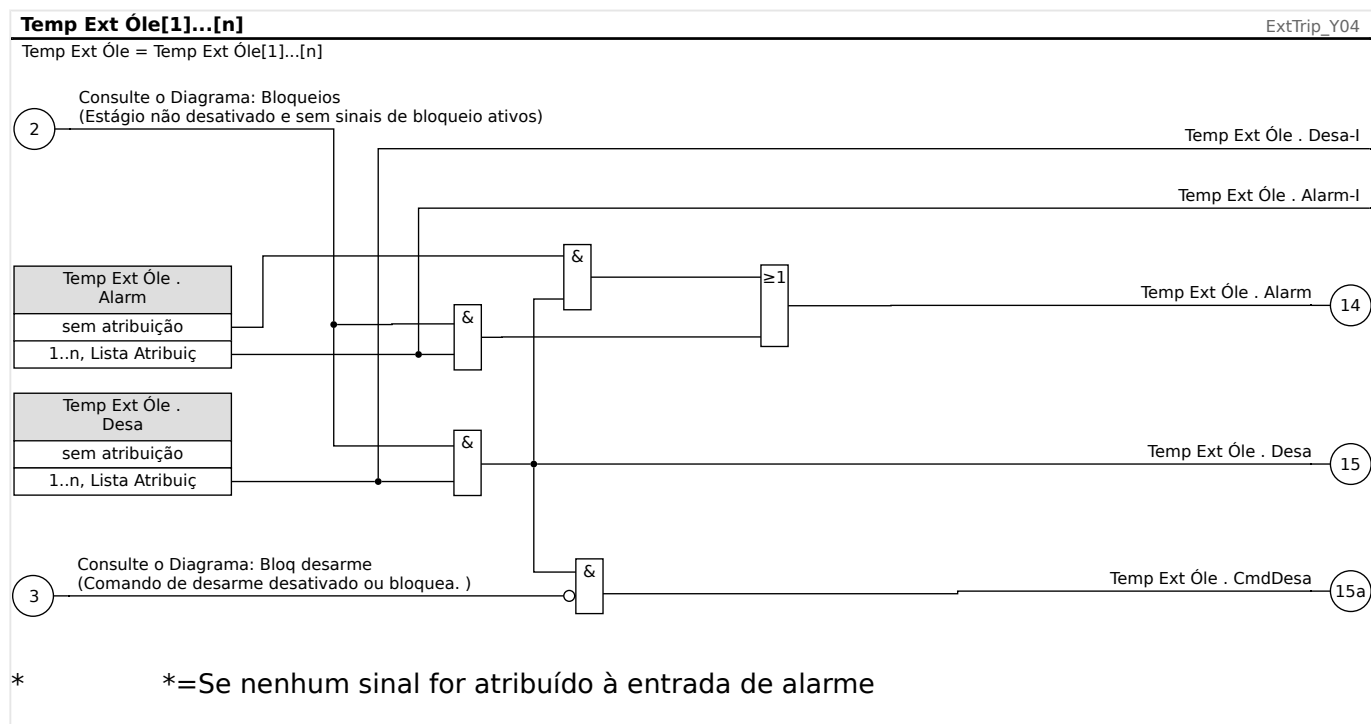 Temp Ext Óle[1]...[n]
ExtTrip_Y04
Temp Ext Óle = Temp Ext Óle[1]...[n]
Consulte o Diagrama: Bloqueios
(Estágio não desativado e sem sinais de bloqueio ativos)
2
Temp Ext Óle . Desa-I
Temp Ext Óle . Alarm-I
&
Temp Ext Óle .
Alarm
≥1
sem atribuição
&
Temp Ext Óle . Alarm
14
1..n, Lista Atribuiç
Temp Ext Óle .
Desa
sem atribuição
&
Temp Ext Óle . Desa
15
1..n, Lista Atribuiç
Consulte o Diagrama: Bloq desarme
(Comando de desarme desativado ou bloquea. )
3
&
Temp Ext Óle . CmdDesa
15a
*
*=Se nenhum sinal for atribuído à entrada de alarme